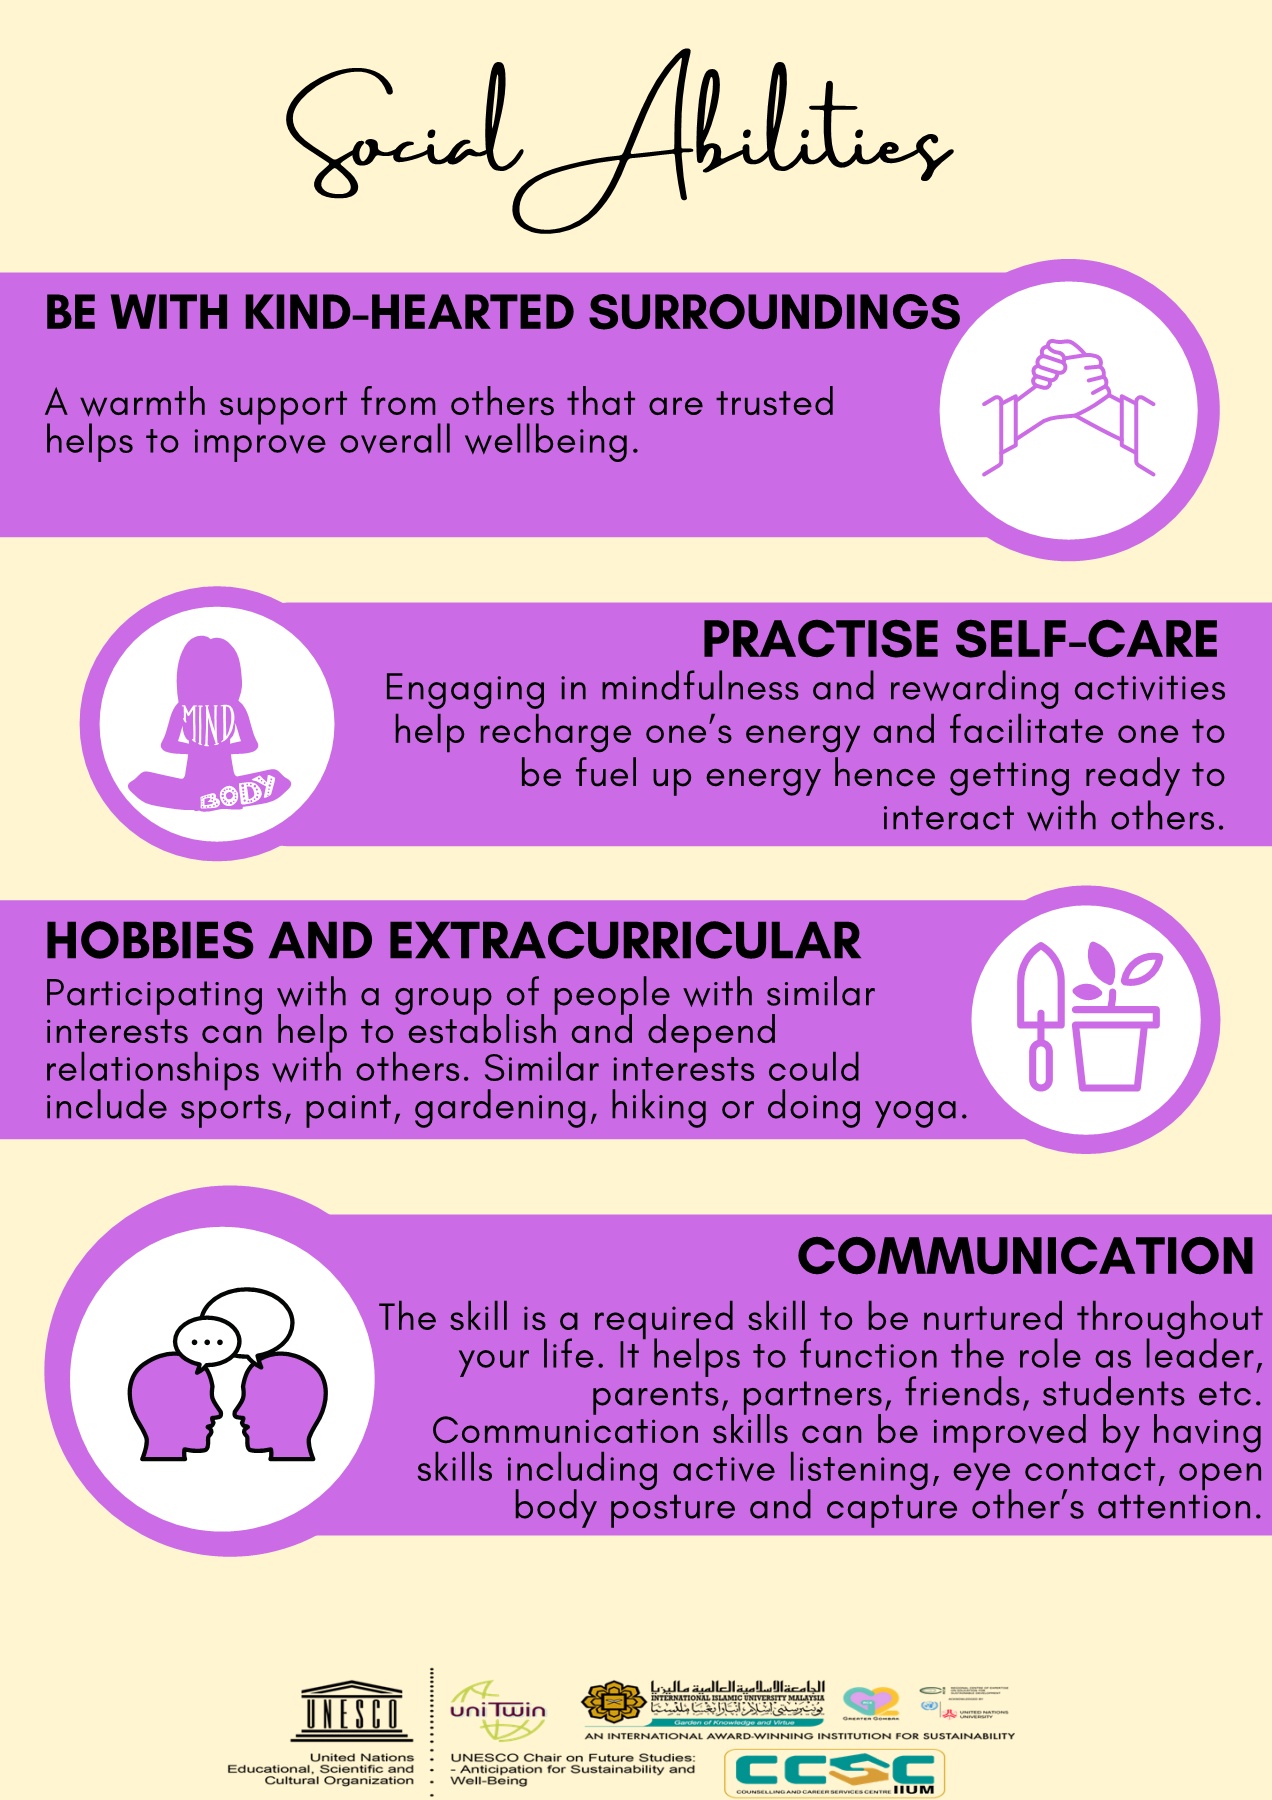 Social Abilities
BE WITH KIND-HEARTED SURROUNDINGS
A warmth support from others that are trusted
helps to improve overall wellbeing.
MIND
BODY
PRACTISE SELF-CARE
Engaging in mindfulness and rewarding activities
help recharge one's energy and facilitate one to
be fuel up energy hence getting ready to
interact with others.
HOBBIES AND EXTRACURRICULAR
Participating with a group of people with similar
interests can help to establish and depend
relationships with others. Similar interests could
include sports, paint, gardening, hiking or doing yoga.
COMMUNICATION
The skill is a required skill to be nurtured throughout
your life. It helps to function the role as leader,
parents, partners, friends, students etc.
Communication skills can be improved by having
skills including active listening, eye contact, open
body posture and capture other's attention.
UNESCO
United Nations
Educational, Scientific and
Cultural Organization
uniTwin
UNESCO Chair on Future Studies:
- Anticipation for Sustainability and
Well-Being
الجامعة الإسلامية العالمية ماليزيا
INTERNATIONAL ISLAMIC UNIVERSITY MALAYSIA
Garden of Knowledge and Virtue
GREATER GOMBAK
UNITED NATIONS
UNIVERSITY
AN INTERNATIONAL AWARD-WINNING INSTITUTION FOR SUSTAINABILITY
CCSC
COUNSELLING AND CAREER SERVICES CENTRE IIUM